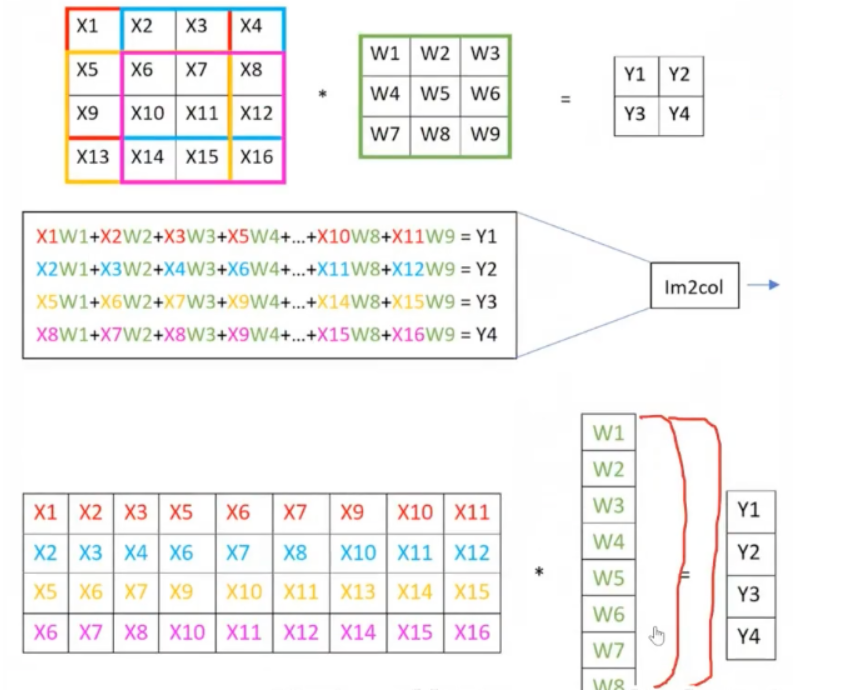 X1 X2 X3 X4
X5 X6 X7 X8
X9 X10 X11 X12
X13 X14 X15 X16
*
W1 W2 W3
W4 W5 W6
W7 W8 W9
=
Y1 Y2
Y3 Y4
X1W1+X2W2+X3W3+X5W4+...+X10W8+X11W9 = Y1
X2W1+X3W2+X4W3+X6W4+...+X11W8+X12W9 = Y2
X5W1+X6W2+X7W3+X9W4+...+X14W8+X15W9 = Y3
X8W1+X7W2+X8W3+X9W4+...+X15W8+X16W9 = Y4
Im2col
X1 X2 X3 X5 X6 X7 X9 X10 X11
X2 X3 X4 X6 X7 X8 X10 X11 X12
X5 X6 X7 X9 X10 X11 X13 X14 X15
X6 X7 X8 X10 X11 X12 X14 X15 X16
*
W1
W2
W3
W4
W5
W6
W7
W8
=
Y1
Y2
Y3
Y4